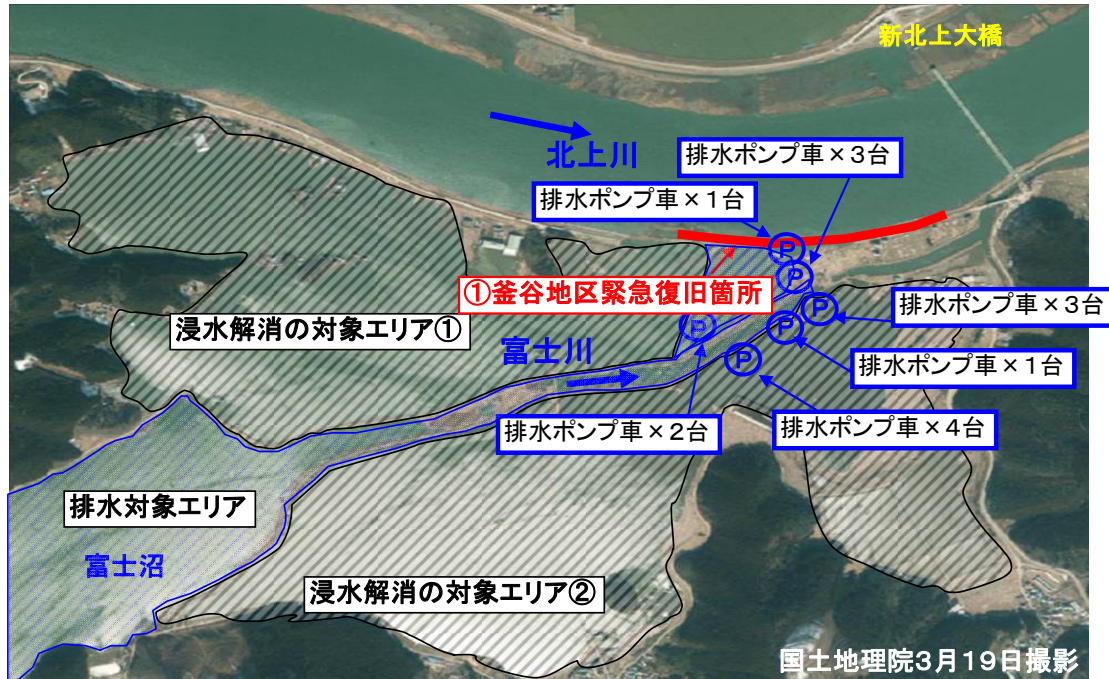 新北上大橋
北上川
排水ポンプ車×3台
排水ポンプ車×1台
P
P
①釜谷地区緊急復旧箇所
排水ポンプ車×3台
P
浸水解消の対象エリア①
P
P
富士川
排水ポンプ車×1台
P
排水ポンプ車×2台
排水ポンプ車×4台
排水対象エリア
富士沼
浸水解消の対象エリア②
国土地理院3月19日撮影